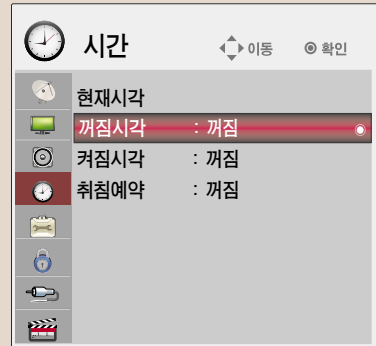 시간 이동 확인
현재시각
꺼짐시각 : 꺼짐
켜짐시각 : 꺼짐
취침예약 : 꺼짐